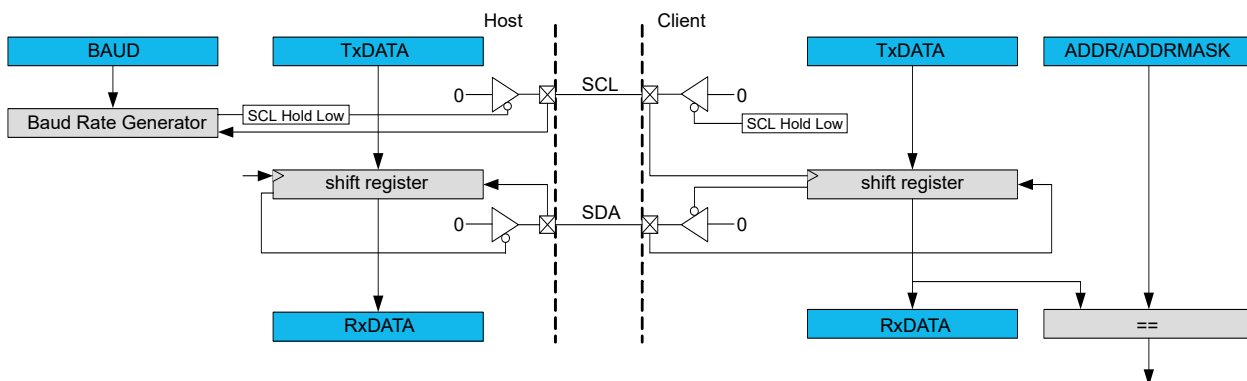 Host Client
BAUD TxDATA TxDATA ADDR/ADDRMASK
SCL
0 0
Baud Rate Generator SCL Hold Low SCL Hold Low
shift register shift register
SDA
0 0
RxDATA RxDATA ==